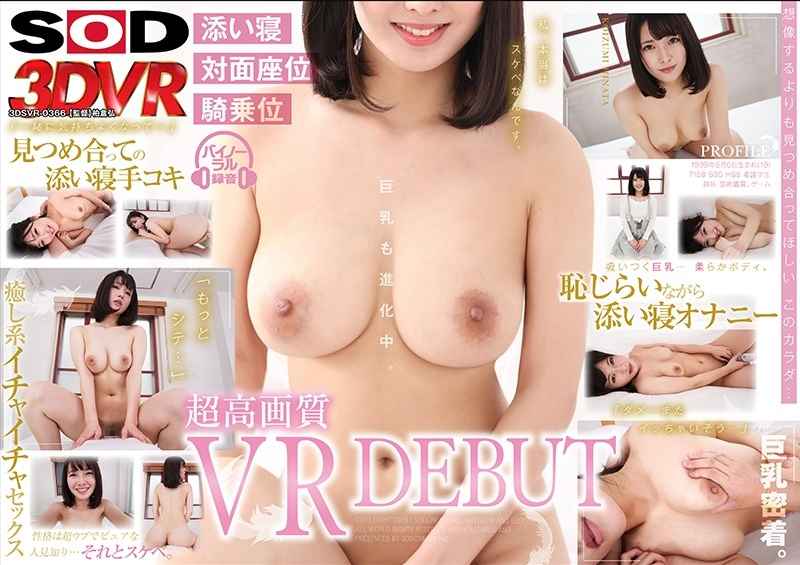 SOD
3DVR
3DSVR-0366・【監督】柏倉弘
添い寝
対面座位
騎乗位
見つめ合っての
添い寝手コキ
バイノーラル
録音
「もっと
シテ…」
癒し系イチャイチャセックス
性格は超ウブでピュアな
人見知り…それとスケベ。
本当は
スケベなんです。
巨乳も進化中。
超高画質
VR DEBUT
想像するよりも見つめ合ってほしい このカラダ…
PROFILE
吸いつく巨乳… 柔らかボディ。
恥じらいながら
添い寝オナニー
巨乳密着。